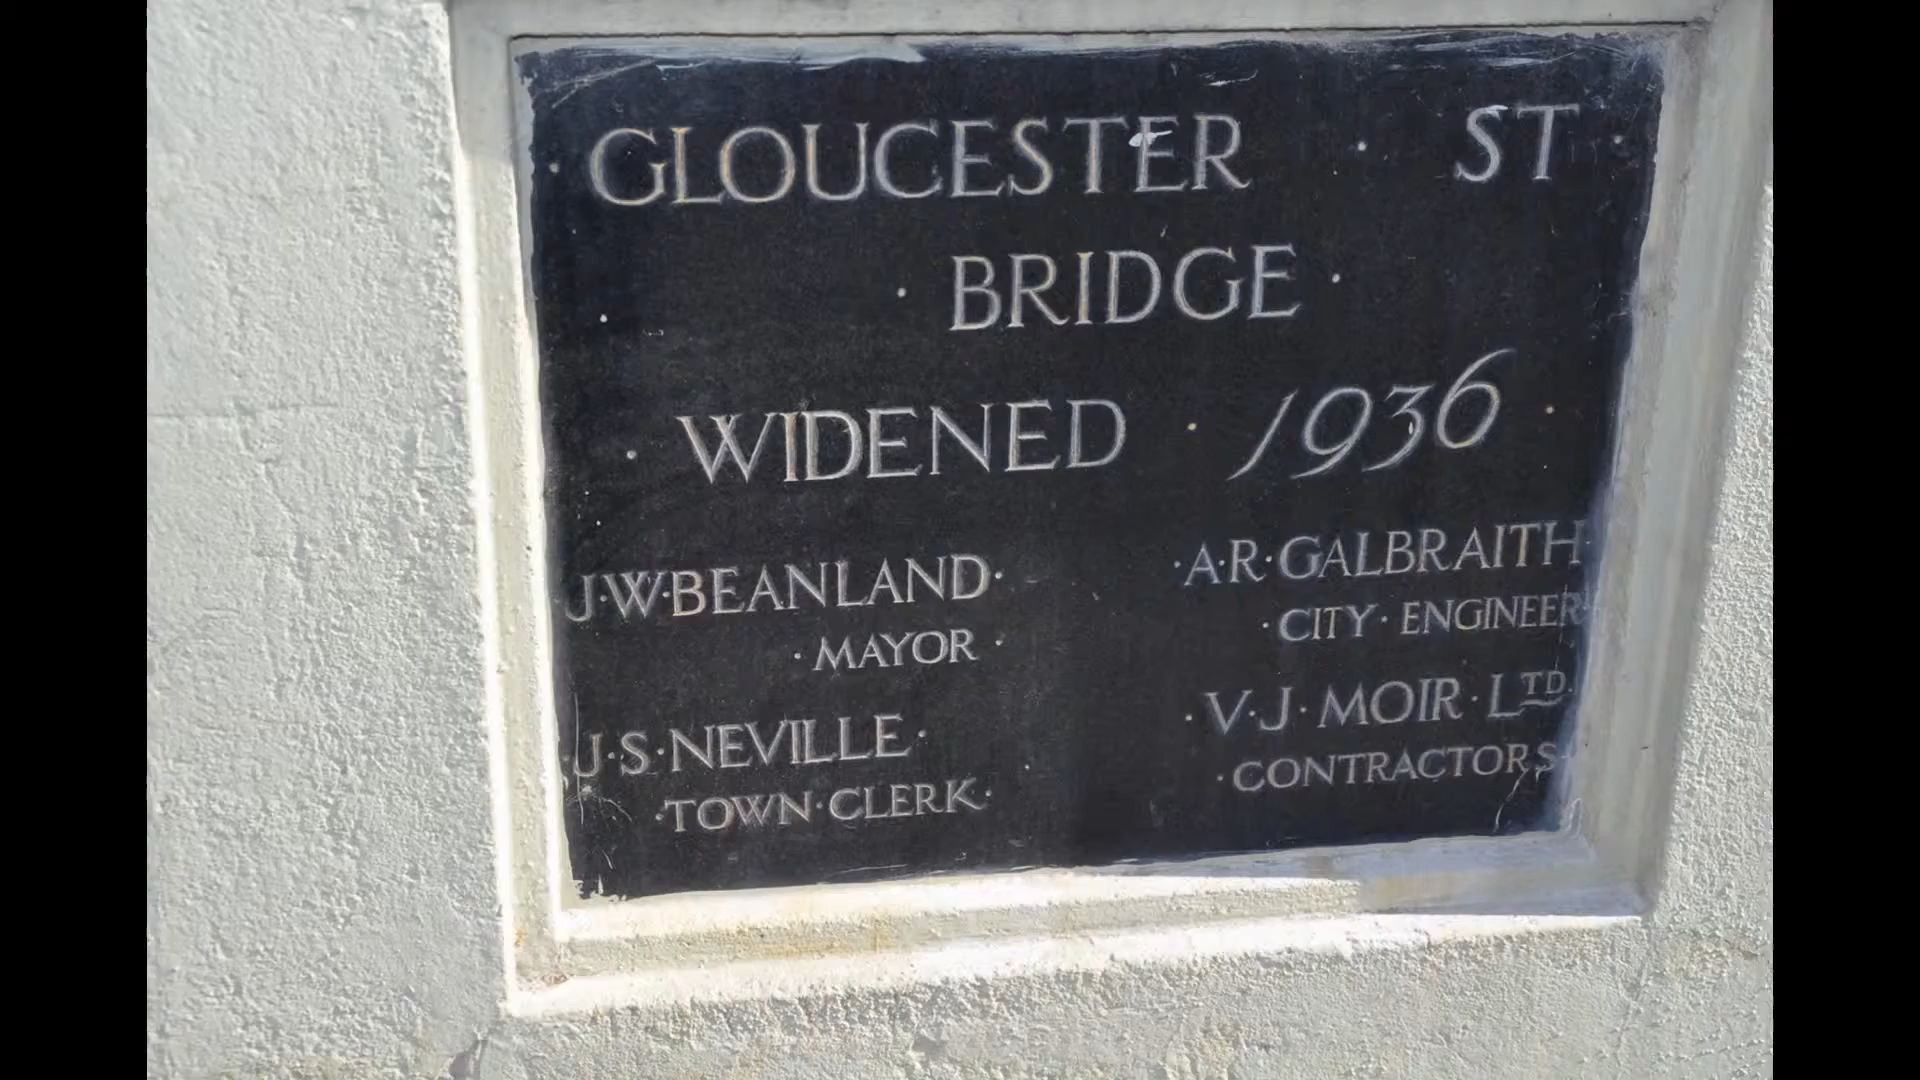 · GLOUCESTER · ST ·
· BRIDGE ·
· WIDENED · 1936 ·
J·W·BEANLAND·
· MAYOR ·
J·S·NEVILLE·
·TOWN·CLERK·
·A·R·GALBRAITH·
·CITY· ENGINEER·
·V·J· MOIR·LTD.
·CONTRACTORS·